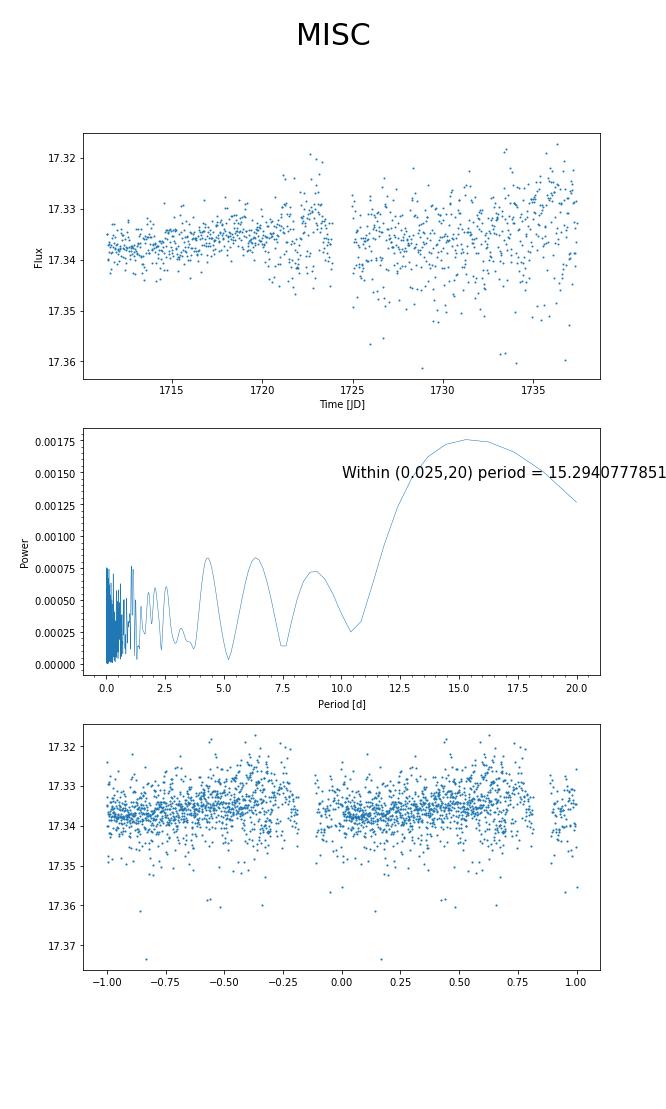 MISC
17.32
17.33
17.34
17.35
17.36
Flux
1715 1720 1725 1730 1735
Time [JD]
0.00175
0.00150
0.00125
0.00100
0.00075
0.00050
0.00025
0.00000
Power
Within (0.025,20) period = 15.2940777851
0.0 2.5 5.0 7.5 10.0 12.5 15.0 17.5 20.0
Period [d]
17.32
17.33
17.34
17.35
17.36
17.37
−1.00 −0.75 −0.50 −0.25 0.00 0.25 0.50 0.75 1.00